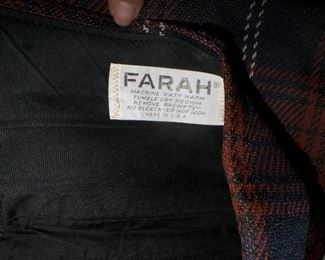 FARAH®
MACHINE WASH WARM
TUMBLE DRY MEDIUM
REMOVE PROMPTLY
NO BLEACH · DO NOT IRON
MADE IN U.S.A.